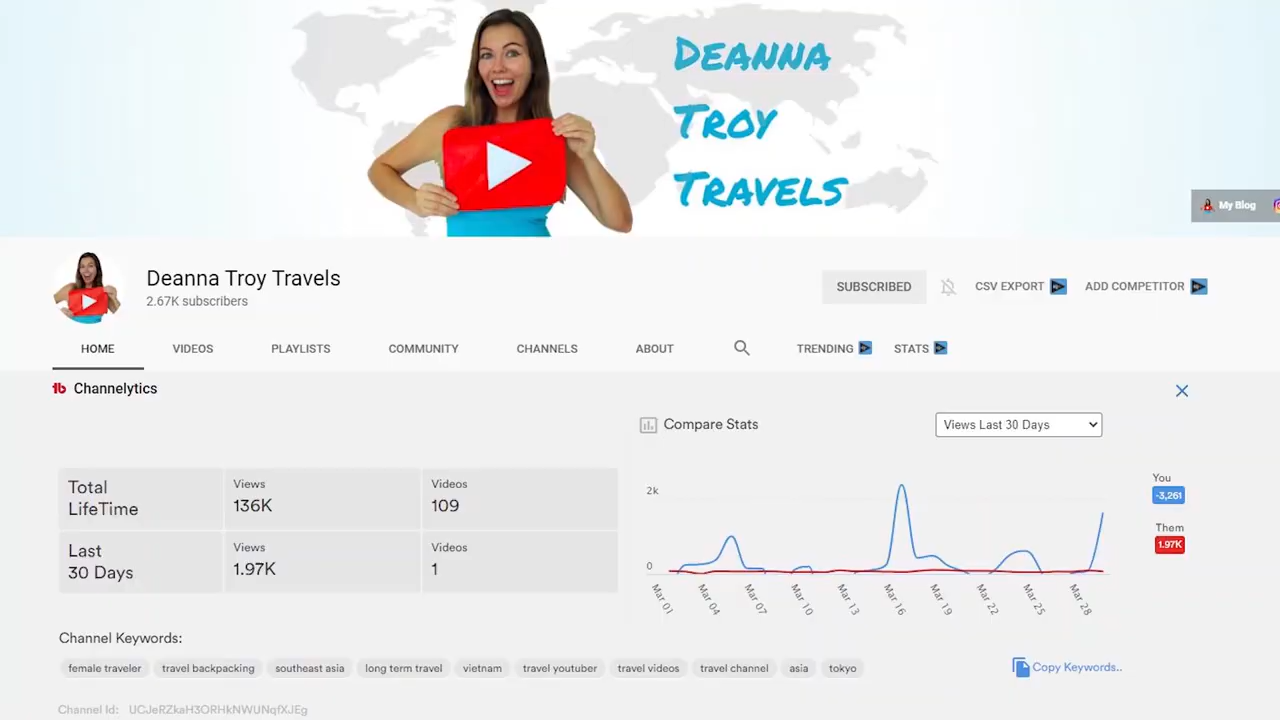 DEANNA
TROY
TRAVELS
My Blog
Deanna Troy Travels
2.67K subscribers
SUBSCRIBED
CSV EXPORT
ADD COMPETITOR
HOME
VIDEOS
PLAYLISTS
COMMUNITY
CHANNELS
ABOUT
TRENDING
STATS
tb Channelytics
Compare Stats
Views Last 30 Days
Total
LifeTime
Views
136K
Videos
109
Last
30 Days
Views
1.97K
Videos
1
2k
0
Mar 01
Mar 04
Mar 07
Mar 10
Mar 13
Mar 16
Mar 19
Mar 22
Mar 25
Mar 28
You
-3,261
Them
1.97K
Channel Keywords:
female traveler
travel backpacking
southeast asia
long term travel
vietnam
travel youtuber
travel videos
travel channel
asia
tokyo
Copy Keywords..
Channel Id: UCJeRZkaH3ORHkNWUNqfXJEg